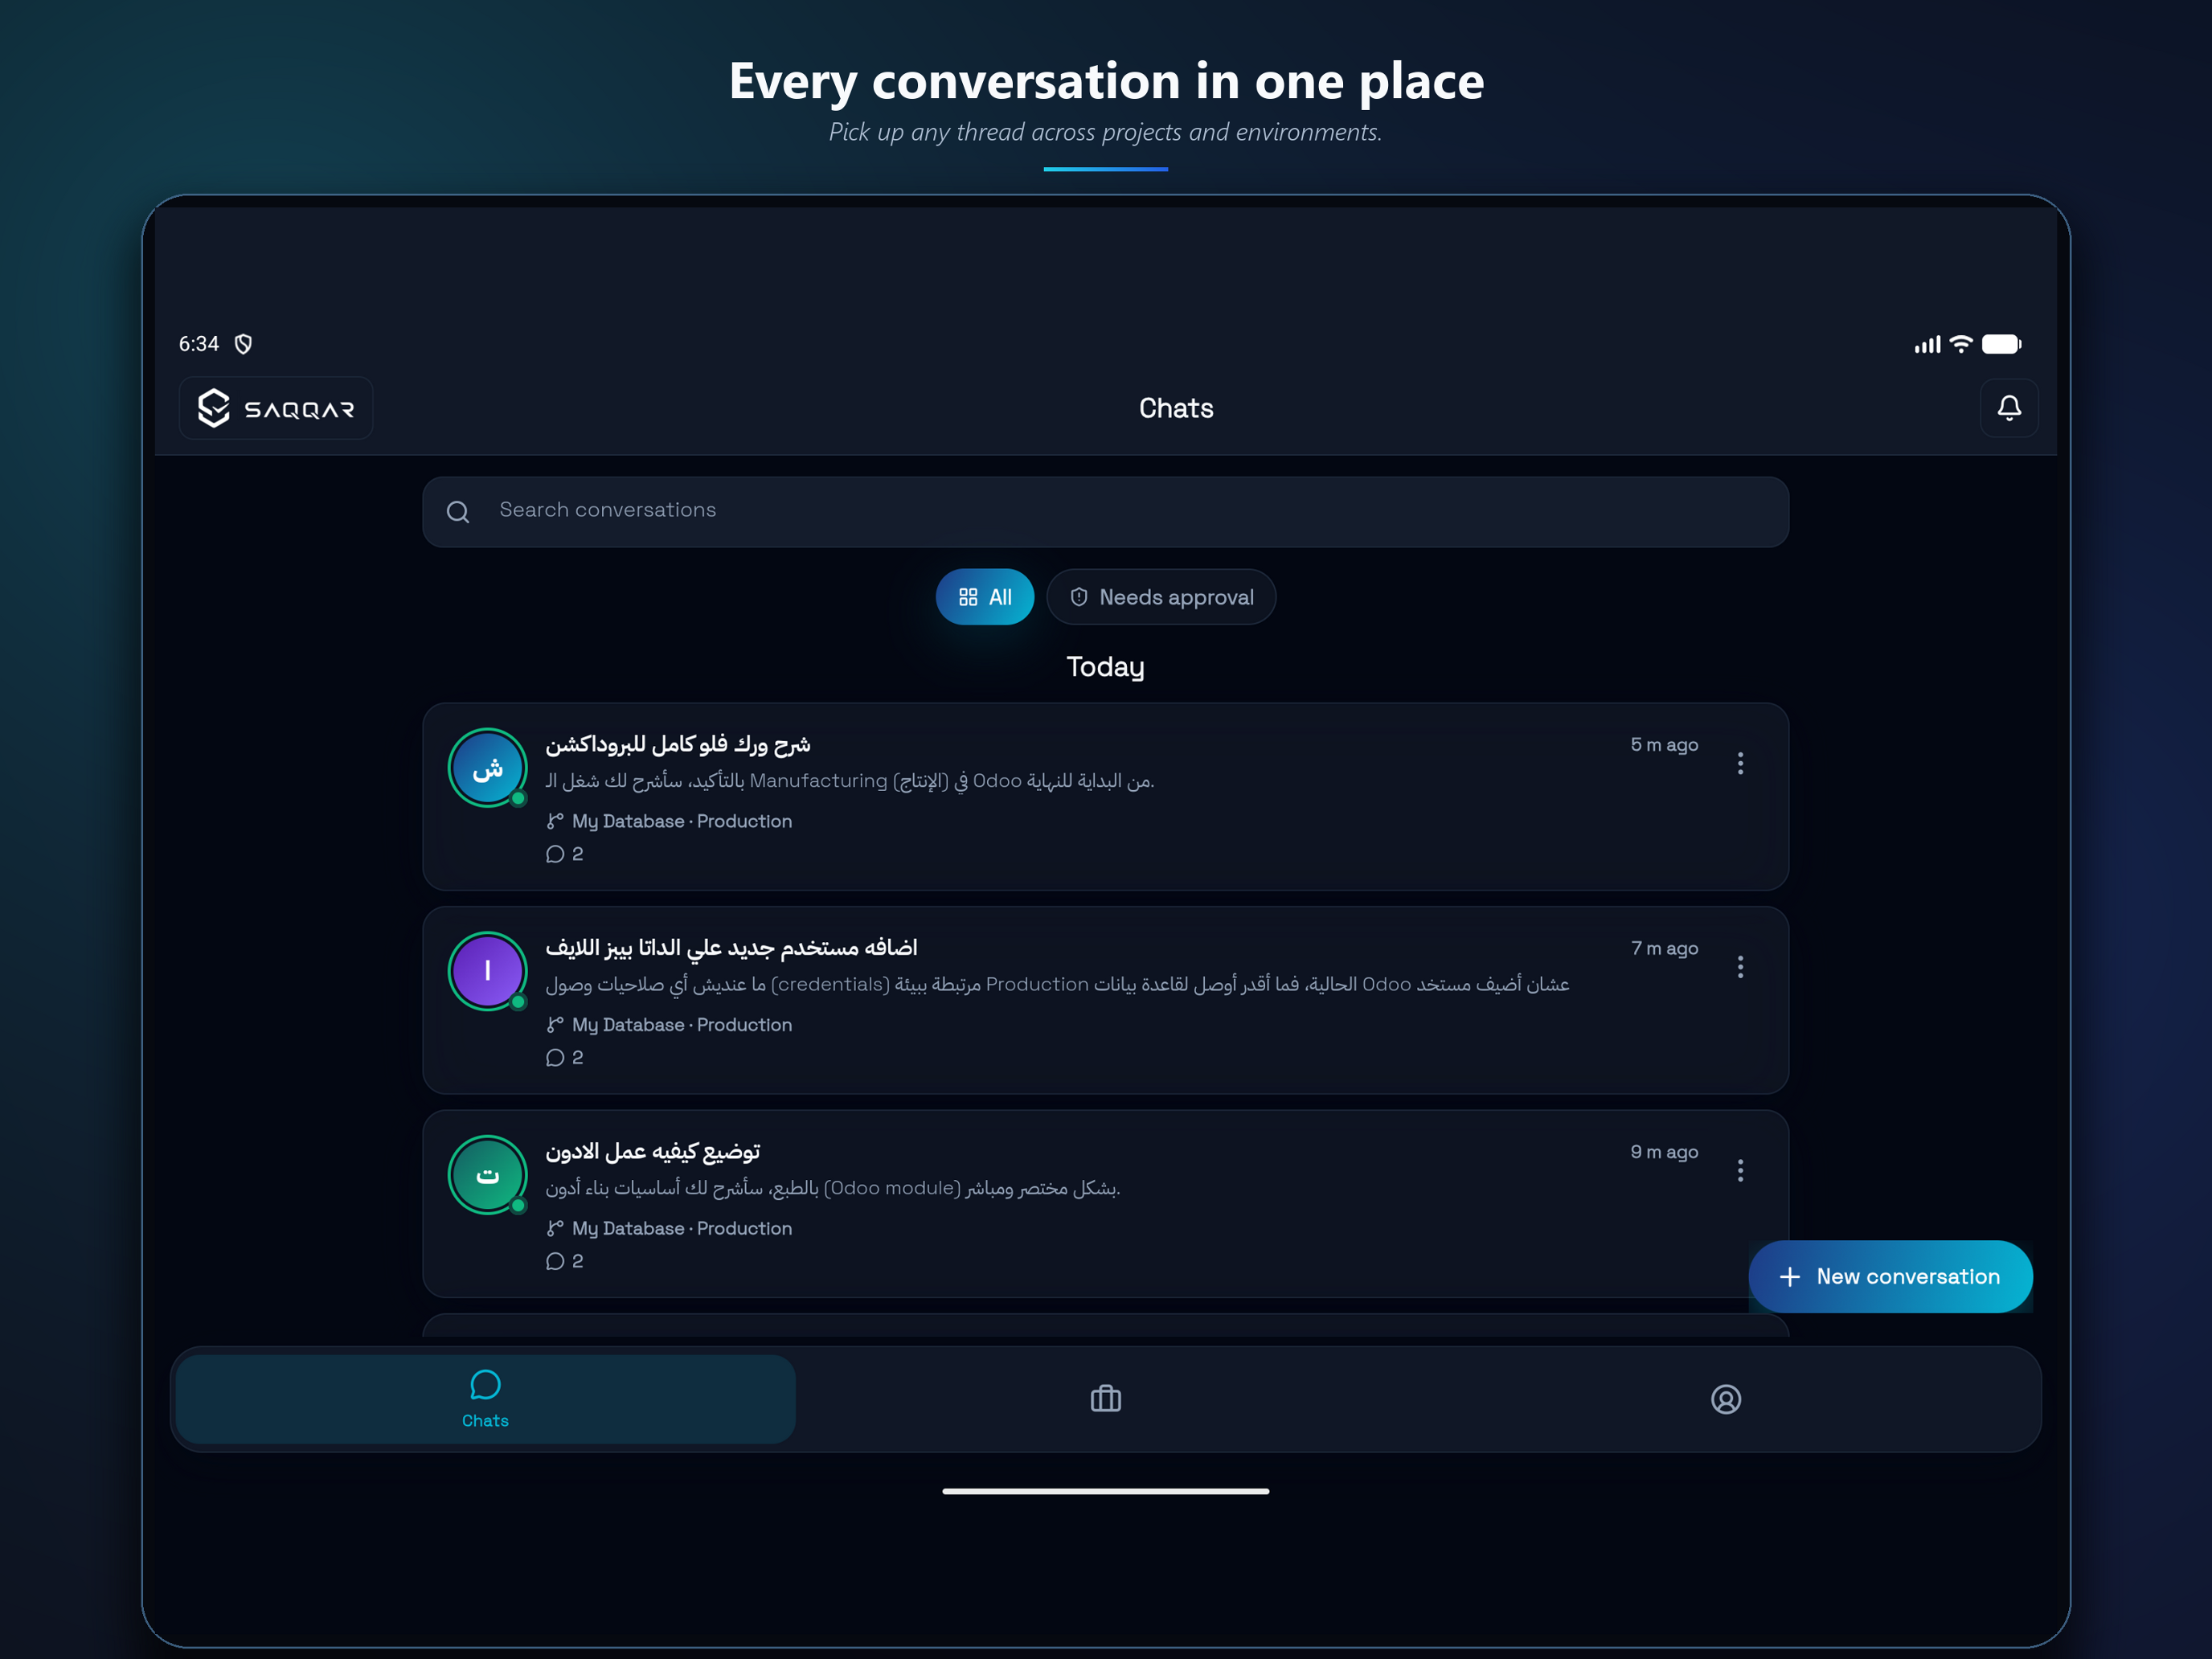 Every conversation in one place
Pick up any thread across projects and environments.
6:34
SAQQAR
Chats
Search conversations
All
Needs approval
Today
ش
شرح ورك فلو كامل للبروداكشن
5 m ago
بالتأكيد، سأشرح لك شغل الـ Manufacturing (الإنتاج) في Odoo من البداية للنهاية.
My Database · Production
2
ا
اضافه مستخدم جديد علي الداتا بيبز اللايف
7 m ago
ما عنديش أي صلاحيات وصول (credentials) مرتبطة ببيئة Production الحالية، فما أقدر أوصل لقاعدة بيانات Odoo عشان أضيف مستخد
My Database · Production
2
ت
توضيع كيفيه عمل الادون
9 m ago
بالطبع، سأشرح لك أساسيات بناء أدون (Odoo module) بشكل مختصر ومباشر.
My Database · Production
2
New conversation
Chats